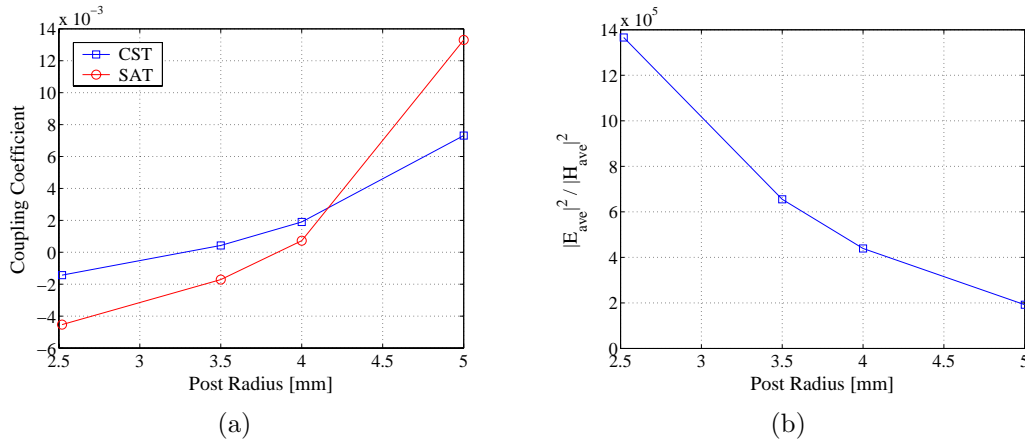 x 10⁻³
14
12
10
8
6
4
2
0
−2
−4
−6
Coupling Coefficient
CST
SAT
2.5 3 3.5 4 4.5 5
Post Radius [mm]
(a)
x 10⁵
14
12
10
8
6
4
2
0
|E_ave|² / |H_ave|²
2.5 3 3.5 4 4.5 5
Post Radius [mm]
(b)